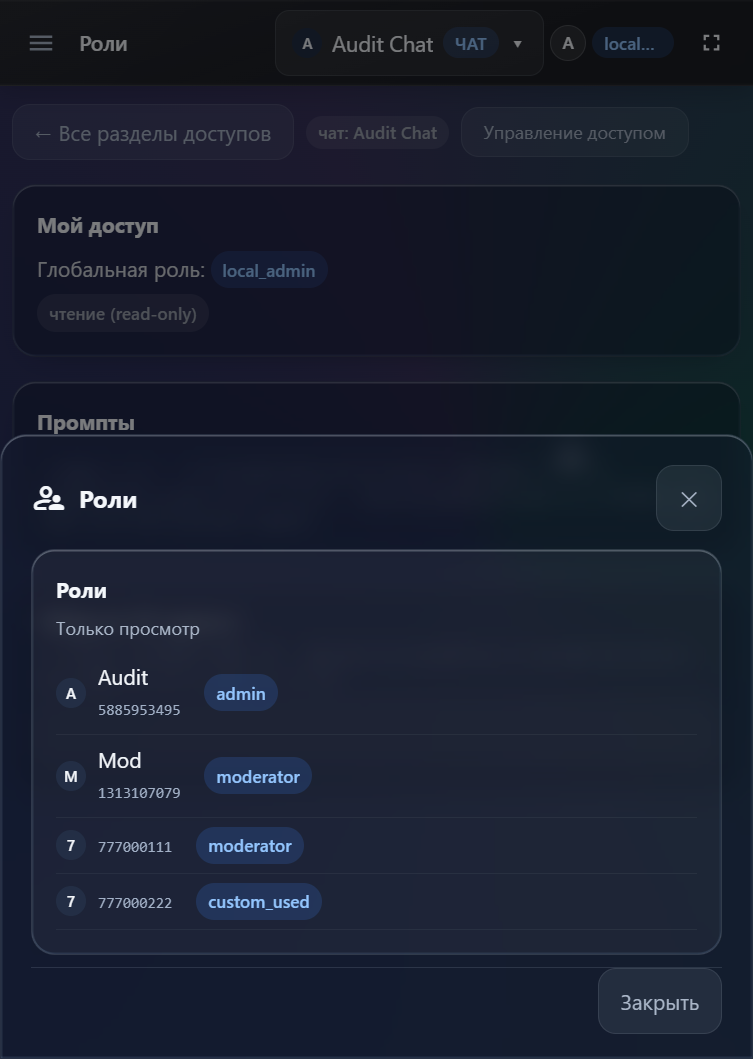 Роли
A Audit Chat ЧАТ ▼ A local...
← Все разделы доступов чат: Audit Chat Управление доступом
Мой доступ
Глобальная роль: local_admin
чтение (read-only)
Промпты
Роли
Роли
Только просмотр
A Audit admin
5885953495
M Mod moderator
1313107079
7 777000111 moderator
7 777000222 custom_used
Закрыть